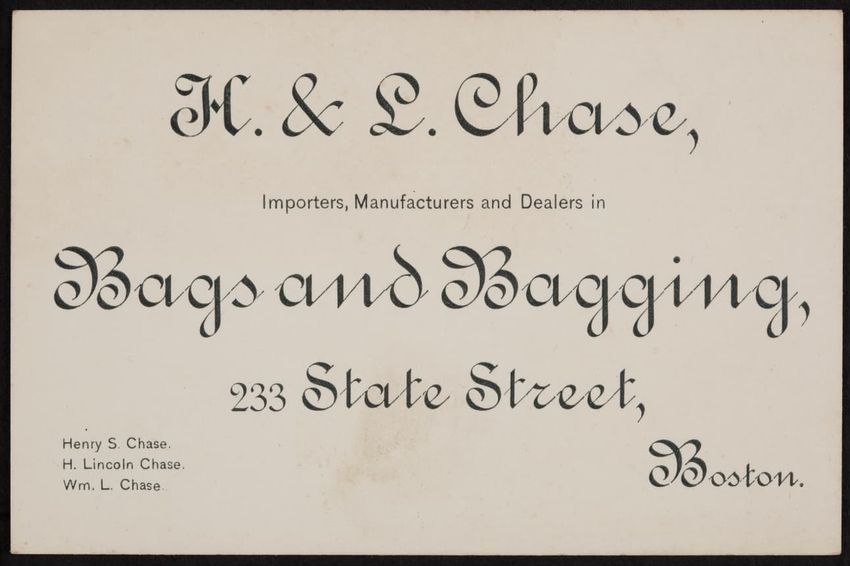 H. & L. Chase,
Importers, Manufacturers and Dealers in
Bags and Bagging,
233 State Street,
Henry S. Chase.
H. Lincoln Chase.
Wm. L. Chase.
Boston.